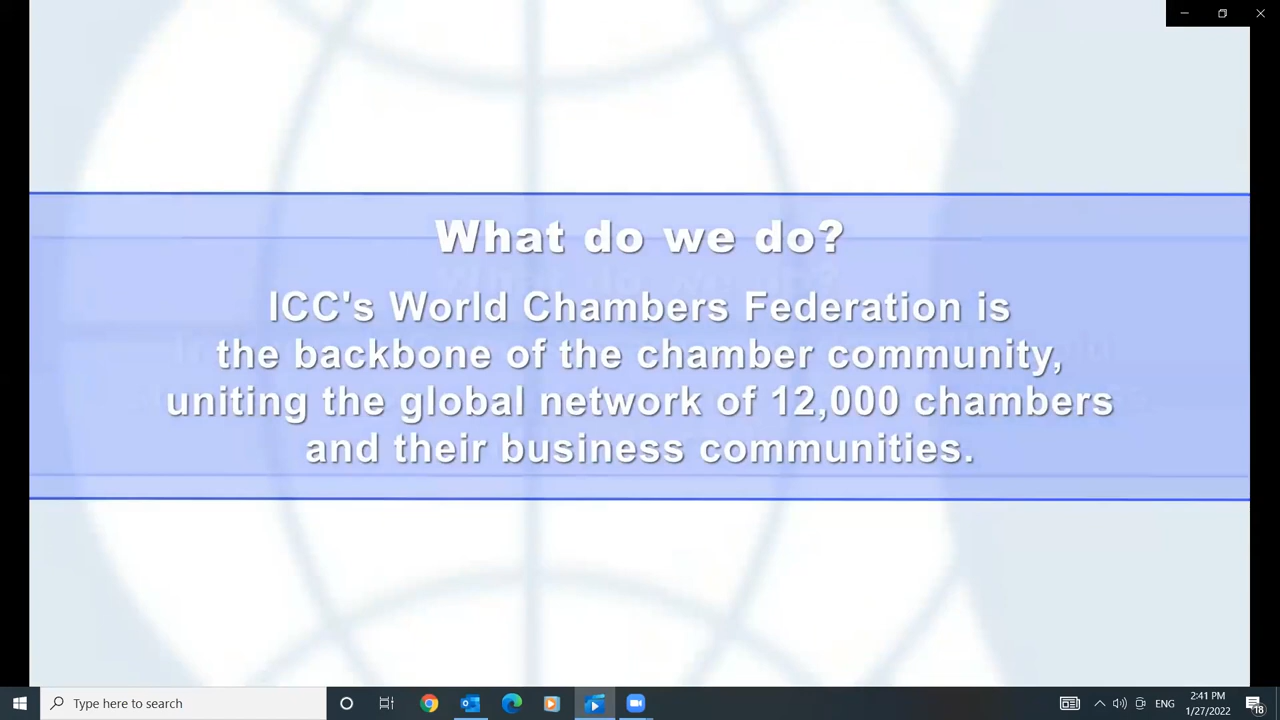 What do we do?
ICC's World Chambers Federation is
the backbone of the chamber community,
uniting the global network of 12,000 chambers
and their business communities.
Type here to search
ENG
2:41 PM
1/27/2022
18